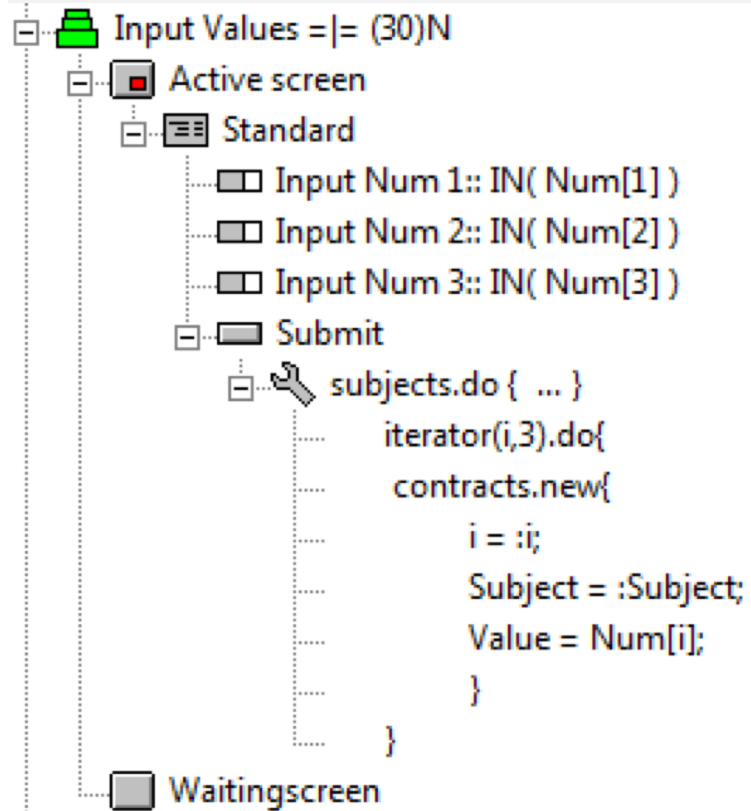 Input Values =|= (30)N
Active screen
Standard
Input Num 1:: IN( Num[1] )
Input Num 2:: IN( Num[2] )
Input Num 3:: IN( Num[3] )
Submit
subjects.do { ... }
iterator(i,3).do{
contracts.new{
i = :i;
Subject = :Subject;
Value = Num[i];
}
}
Waitingscreen